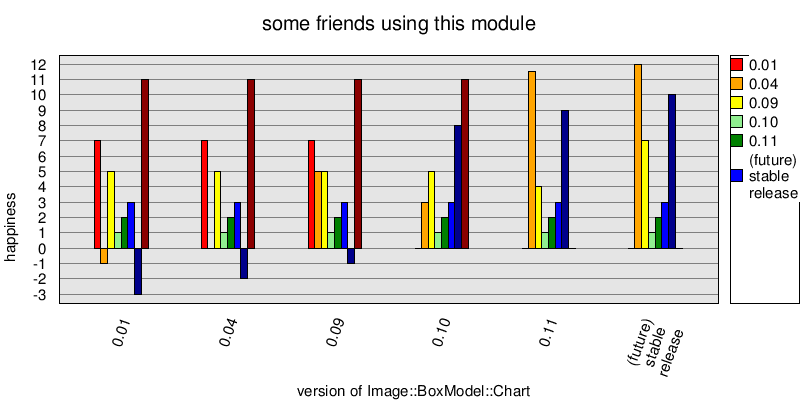 some friends using this module
12
11
10
9
8
7
6
5
4
3
2
1
0
-1
-2
-3
happiness
0.01
0.04
0.09
0.10
0.11
(future)
stable
release
version of Image::BoxModel::Chart
0.01
0.04
0.09
0.10
0.11
(future)
stable
release